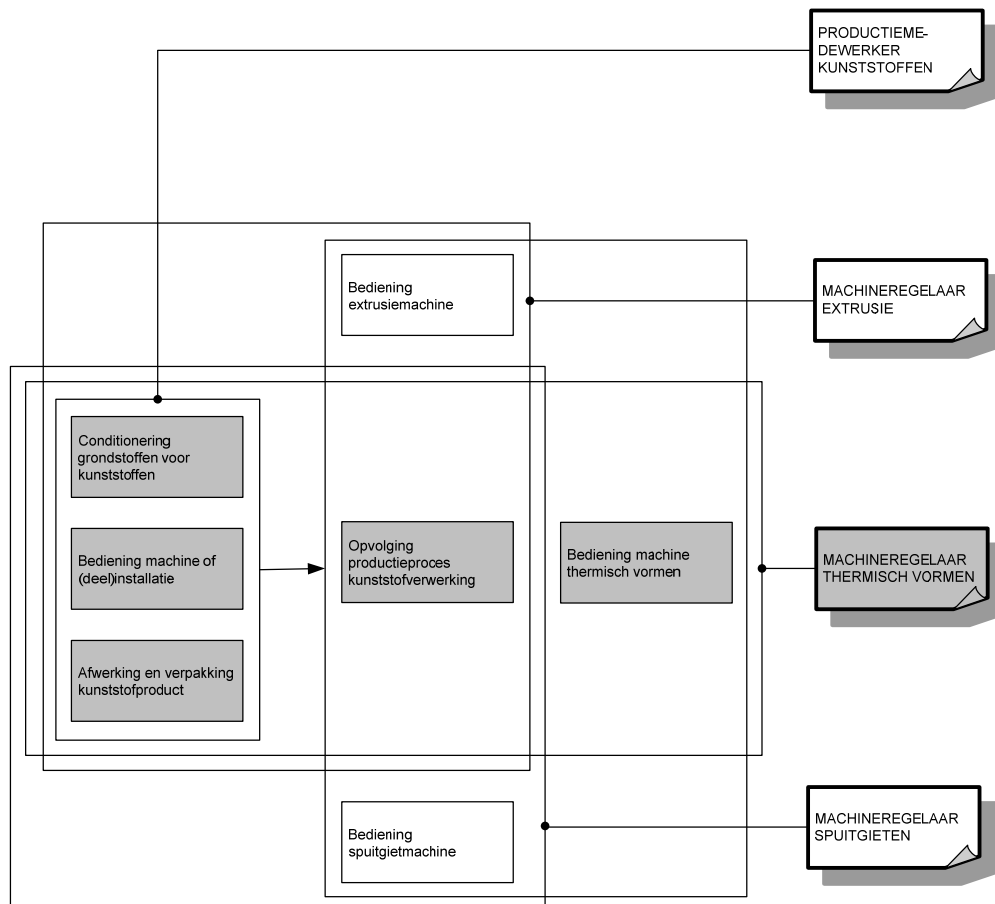 PRODUCTIEME-
DEWERKER
KUNSTSTOFFEN
Bediening
extrusiemachine
MACHINEREGELAAR
EXTRUSIE
Conditionering
grondstoffen voor
kunststoffen
Bediening machine of
(deel)installatie
Afwerking en verpakking
kunstofproduct
Opvolging
productieproces
kunststofverwerking
Bediening machine
thermisch vormen
MACHINEREGELAAR
THERMISCH VORMEN
Bediening
spuitgietmachine
MACHINEREGELAAR
SPUITGIETEN